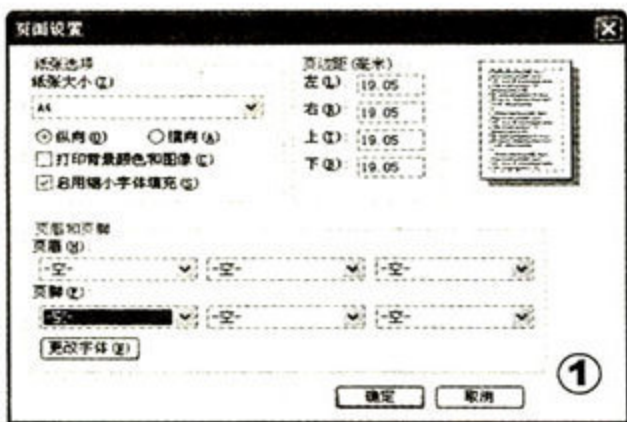 页面设置
纸张选项
纸张大小(Z)
A4
纵向(O) 横向(A)
打印背景颜色和图像(C)
启用缩小字体填充(S)
页边距(毫米)
左(L): 19.05
右(R): 19.05
上(T): 19.05
下(B): 19.05
页眉和页脚
页眉(H):
-空- -空- -空-
页脚(F):
-空- -空- -空-
更改字体(N)
确定 取消
①